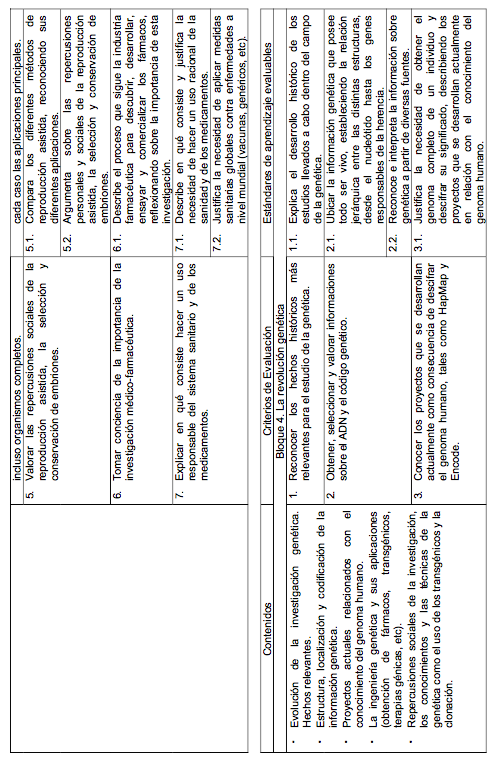 incluso organismos completos.
5. Valorar las repercusiones sociales de la
reproducción asistida, la selección y
conservación de embriones.
6. Tomar conciencia de la importancia de la
investigación médico-farmacéutica.
7. Explicar en qué consiste hacer un uso
responsable del sistema sanitario y de los
medicamentos.
cada caso las aplicaciones principales.
5.1. Compara los diferentes métodos de
reproducción asistida, reconociendo sus
diferentes aplicaciones.
5.2. Argumenta sobre las repercusiones
personales y sociales de la reproducción
asistida, la selección y conservación de
embriones.
6.1. Describe el proceso que sigue la industria
farmacéutica para descubrir, desarrollar,
ensayar y comercializar los fármacos,
reflexionando sobre la importancia de esta
investigación.
7.1. Describe en qué consiste y justifica la
necesidad de hacer un uso racional de la
sanidad y de los medicamentos.
7.2. Justifica la necesidad de aplicar medidas
sanitarias globales contra enfermedades a
nivel mundial (vacunas, genéricos, etc).
Contenidos
Criterios de Evaluación
Estándares de aprendizaje evaluables
Bloque 4. La revolución genética
• Evolución de la investigación genética.
Hechos relevantes.
• Estructura, localización y codificación de la
información genética.
• Proyectos actuales relacionados con el
conocimiento del genoma humano.
• La ingeniería genética y sus aplicaciones
(obtención de fármacos, transgénicos,
terapias génicas, etc).
• Repercusiones sociales de la investigación,
los conocimientos y las técnicas de la
genética como el uso de los transgénicos y la
clonación.
1. Reconocer los hechos históricos más
relevantes para el estudio de la genética.
2. Obtener, seleccionar y valorar informaciones
sobre el ADN y el código genético.
3. Conocer los proyectos que se desarrollan
actualmente como consecuencia de descifrar
el genoma humano, tales como HapMap y
Encode.
1.1. Explica el desarrollo histórico de los
estudios llevados a cabo dentro del campo
de la genética.
2.1. Ubicar la información genética que posee
todo ser vivo, estableciendo la relación
jerárquica entre las distintas estructuras,
desde el nucleótido hasta los genes
responsables de la herencia.
2.2. Reconoce e interpreta la información sobre
genética a partir de diversas fuentes.
3.1. Justifica la necesidad de obtener el
genoma completo de un individuo y
descifrar su significado, describiendo los
proyectos que se desarrollan actualmente
en relación con el conocimiento del
genoma humano.